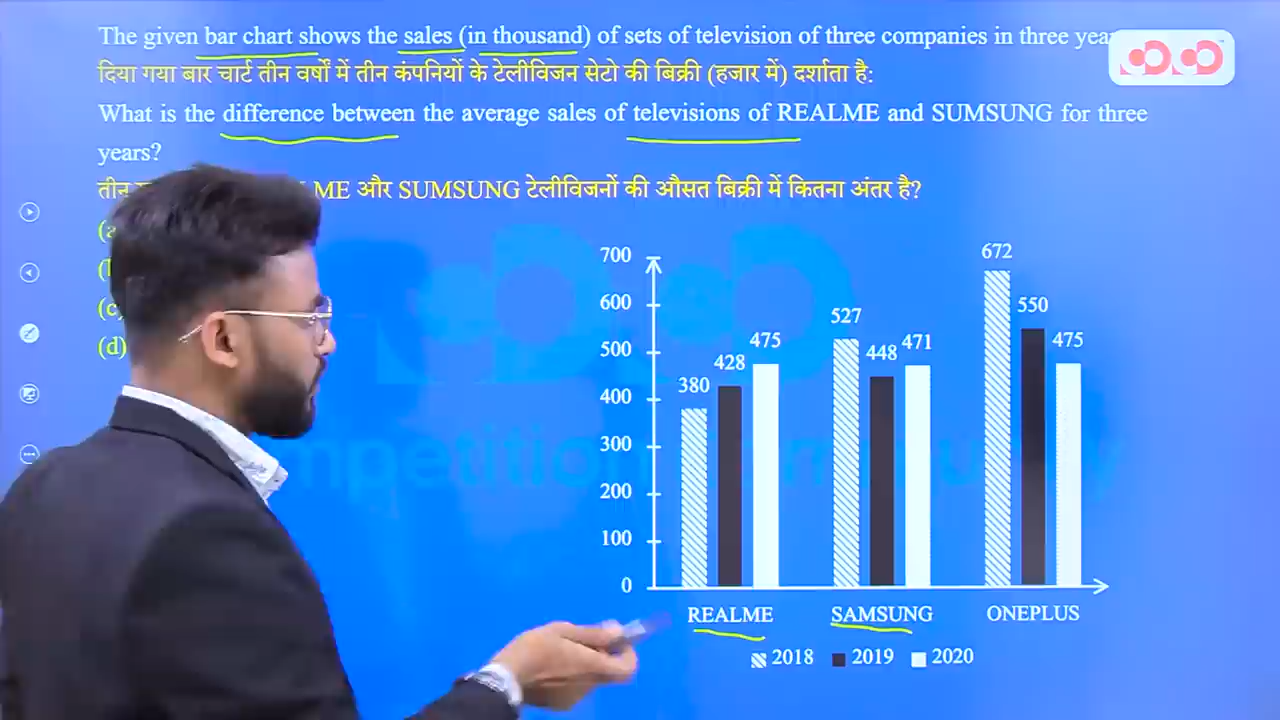 The given bar chart shows the sales (in thousand) of sets of television of three companies in three
दिया गया बार चार्ट तीन वर्षों में तीन कंपनियों के टेलीविजन सेटो की बिक्री (हजार में) दर्शाता है:
What is the difference between the average sales of televisions of REALME and SUMSUNG for three
years?
तीन ME और SUMSUNG टेलीविजनों की औसत बिक्री में कितना अंतर है?
(a
(b
(c)
(d)
700
600
500
400
300
200
100
0
380
428
475
527
448
471
672
550
475
REALME
SAMSUNG
ONEPLUS
2018
2019
2020